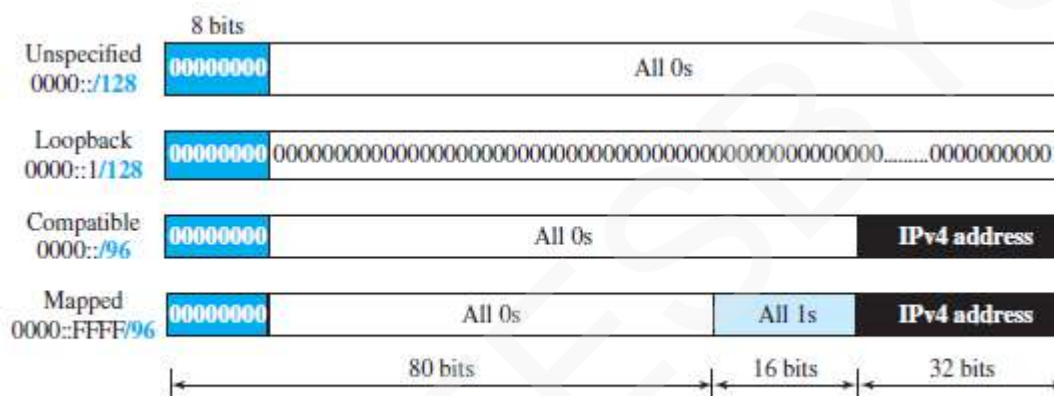 8 bits
Unspecified
0000::/128
00000000
All 0s
Loopback
0000::1/128
00000000
Compatible
0000::/96
00000000
All 0s
IPv4 address
Mapped
0000::FFFF/96
00000000
All 0s
All 1s
IPv4 address
80 bits
16 bits
32 bits